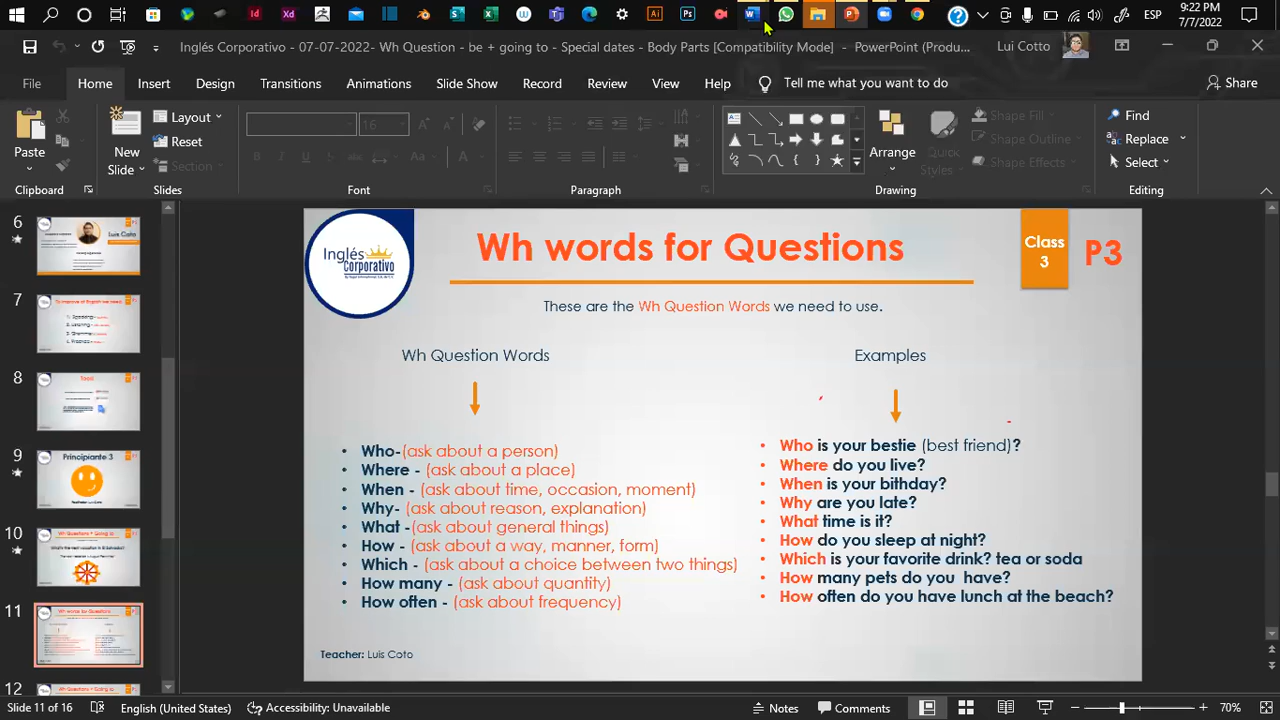 9:22 PM
ESP
7/7/2022
Inglés Corporativo - 07-07-2022- Wh Question - be + going to - Special dates - Body Parts [Compatibility Mode] - PowerPoint (Produ...
Lui Cotto
File Home Insert Design Transitions Animations Slide Show Record Review View Help Tell me what you want to do Share
Paste
New Slide
Layout
Reset
Section
16
Arrange
Quick Styles
Shape Fill
Shape Outline
Shape Effects
Find
Replace
Select
Clipboard Slides Font Paragraph Drawing Editing
6
7
8
9
Principiante 3
10
11
12
Inglés
Corporativo
Wh words for Questions
Class 3
P3
These are the Wh Question Words we need to use.
Wh Question Words
Examples
• Who-(ask about a person)
• Where - (ask about a place)
• When - (ask about time, occasion, moment)
• Why- (ask about reason, explanation)
• What -(ask about general things)
• How - (ask about a way, manner, form)
• Which - (ask about a choice between two things)
• How many - (ask about quantity)
• How often - (ask about frequency)
• Who is your bestie (best friend)?
• Where do you live?
• When is your bithday?
• Why are you late?
• What time is it?
• How do you sleep at night?
• Which is your favorite drink? tea or soda
• How many pets do you have?
• How often do you have lunch at the beach?
Teacher: Luis Coto
Slide 11 of 16 English (United States) Accessibility: Unavailable Notes Comments 70%